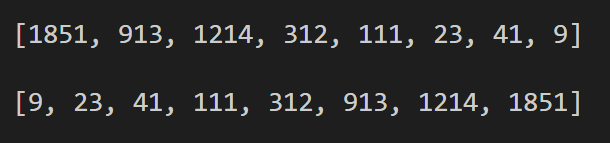 [1851, 913, 1214, 312, 111, 23, 41, 9]
[9, 23, 41, 111, 312, 913, 1214, 1851]